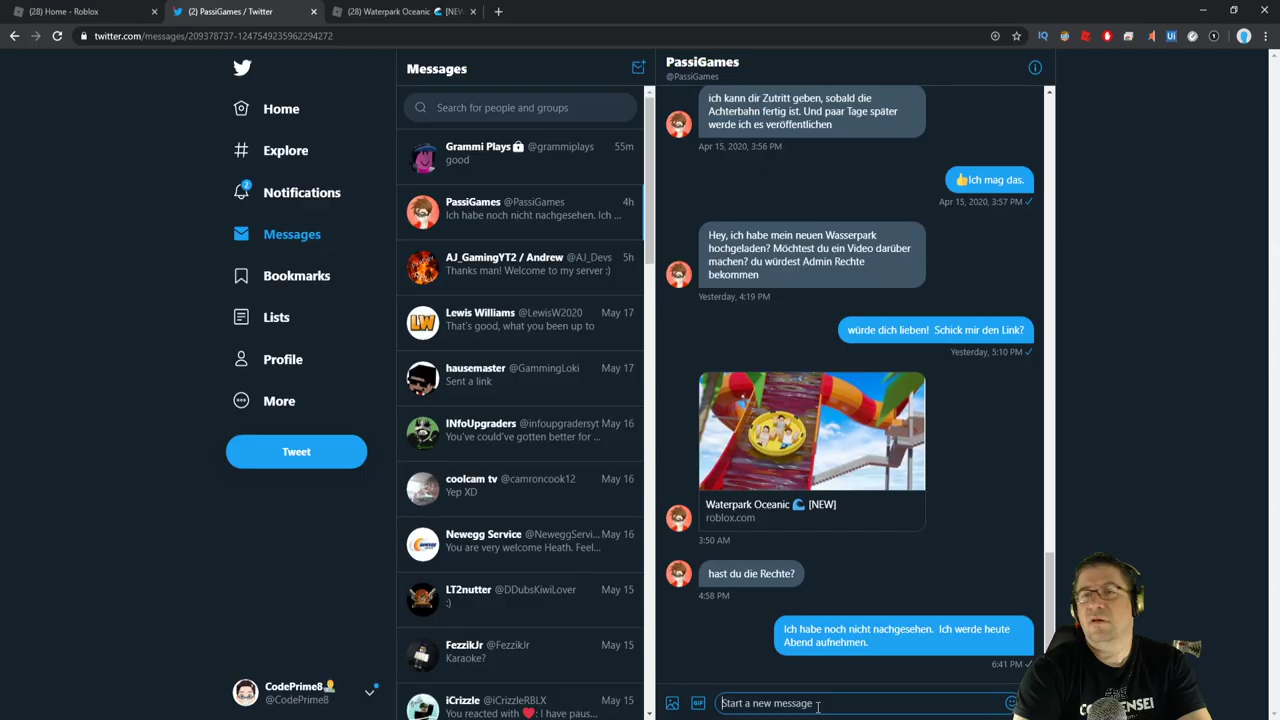 (28) Home - Roblox
(2) PassiGames / Twitter
(28) Waterpark Oceanic 🌊 [NEW
twitter.com/messages/209378737-1247549235962294272
Home
Explore
2
Notifications
Messages
Bookmarks
Lists
Profile
More
Tweet
CodePrime8
@CodePrime8
Messages
Search for people and groups
Grammi Plays @grammiplays 55m
good
PassiGames @PassiGames 4h
Ich habe noch nicht nachgesehen. Ich ...
AJ_GamingYT2 / Andrew @AJ_Devs 5h
Thanks man! Welcome to my server :)
Lewis Williams @LewisW2020 May 17
That's good, what you been up to
hausemaster @GammingLoki May 17
Sent a link
INfoUpgraders @infoupgradersyt May 16
You've could've gotten better for ...
coolcam tv @camroncook12 May 16
Yep XD
Newegg Service @NeweggServi... May 16
You are very welcome Heath. Feel...
LT2nutter @DDubsKiwiLover May 15
:)
FezzikJr @FezzikJr May 15
Karaoke?
iCrizzle @iCrizzleRBLX May 15
You reacted with ❤: I have paus...
PassiGames
@PassiGames
ich kann dir Zutritt geben, sobald die
Achterbahn fertig ist. Und paar Tage später
werde ich es veröffentlichen
Apr 15, 2020, 3:56 PM
👍Ich mag das.
Apr 15, 2020, 3:57 PM ✓
Hey, ich habe mein neuen Wasserpark
hochgeladen? Möchtest du ein Video darüber
machen? du würdest Admin Rechte
bekommen
Yesterday, 4:19 PM
würde dich lieben! Schick mir den Link?
Yesterday, 5:10 PM ✓
Waterpark Oceanic 🌊 [NEW]
roblox.com
3:50 AM
hast du die Rechte?
4:58 PM
Ich habe noch nicht nachgesehen. Ich werde heute
Abend aufnehmen.
6:41 PM ✓
Start a new message